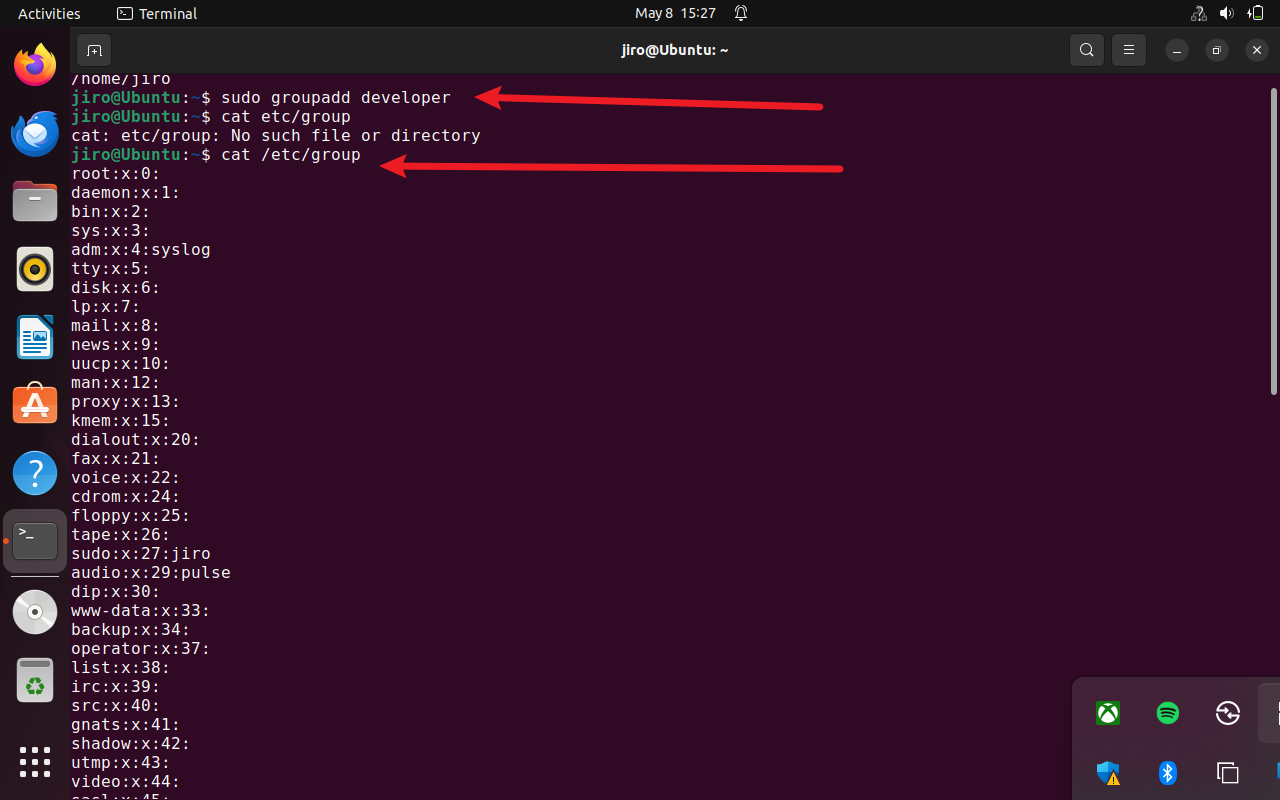 Activities
Terminal
May 8 15:27
jiro@Ubuntu: ~
/home/jiro
jiro@Ubuntu:~$ sudo groupadd developer
jiro@Ubuntu:~$ cat etc/group
cat: etc/group: No such file or directory
jiro@Ubuntu:~$ cat /etc/group
root:x:0:
daemon:x:1:
bin:x:2:
sys:x:3:
adm:x:4:syslog
tty:x:5:
disk:x:6:
lp:x:7:
mail:x:8:
news:x:9:
uucp:x:10:
man:x:12:
proxy:x:13:
kmem:x:15:
dialout:x:20:
fax:x:21:
voice:x:22:
cdrom:x:24:
floppy:x:25:
tape:x:26:
sudo:x:27:jiro
audio:x:29:pulse
dip:x:30:
www-data:x:33:
backup:x:34:
operator:x:37:
list:x:38:
irc:x:39:
src:x:40:
gnats:x:41:
shadow:x:42:
utmp:x:43:
video:x:44:
sasl:x:45: